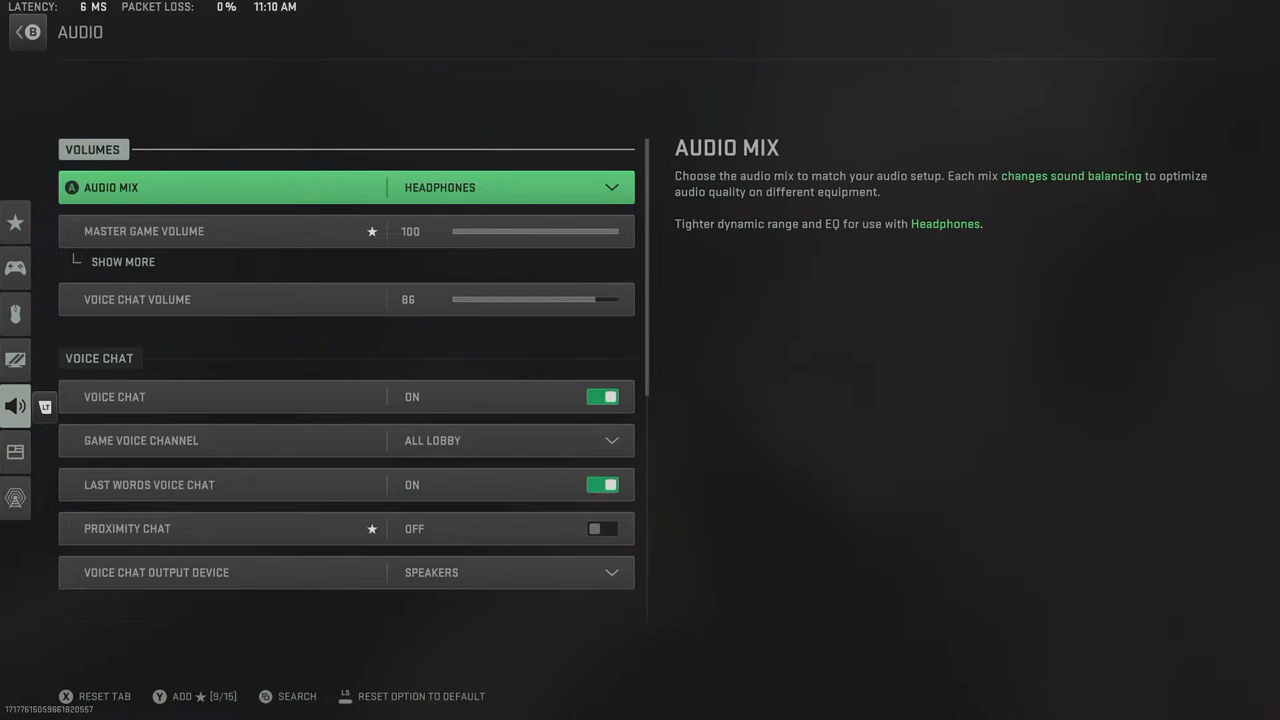 LATENCY: 6 MS PACKET LOSS: 0% 11:10 AM
B AUDIO
VOLUMES
A AUDIO MIX HEADPHONES
MASTER GAME VOLUME ★ 100
SHOW MORE
VOICE CHAT VOLUME 86
VOICE CHAT
VOICE CHAT ON
LT
GAME VOICE CHANNEL ALL LOBBY
LAST WORDS VOICE CHAT ON
PROXIMITY CHAT ★ OFF
VOICE CHAT OUTPUT DEVICE SPEAKERS
AUDIO MIX
Choose the audio mix to match your audio setup. Each mix changes sound balancing to optimize
audio quality on different equipment.
Tighter dynamic range and EQ for use with Headphones.
X RESET TAB Y ADD ★ [9/15] SEARCH LS RESET OPTION TO DEFAULT
1717761505966182055​7